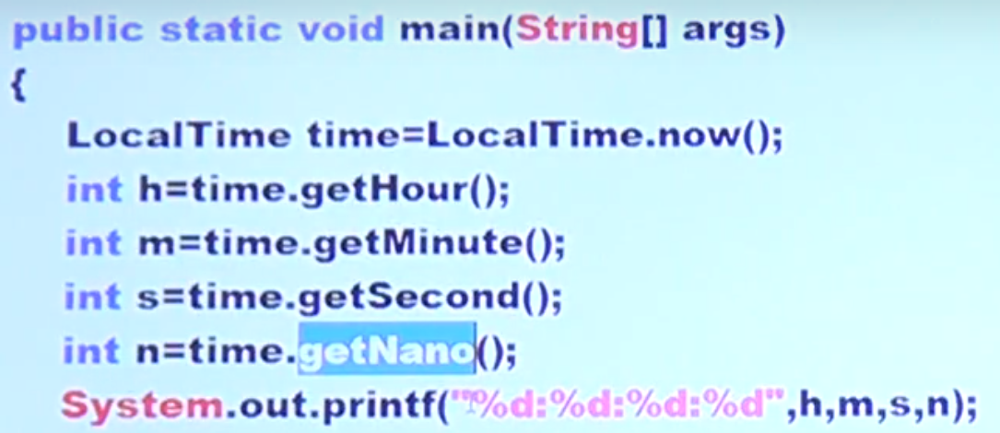 public static void main(String[] args)
{
LocalTime time=LocalTime.now();
int h=time.getHour();
int m=time.getMinute();
int s=time.getSecond();
int n=time.getNano();
System.out.printf("%d:%d:%d:%d",h,m,s,n);